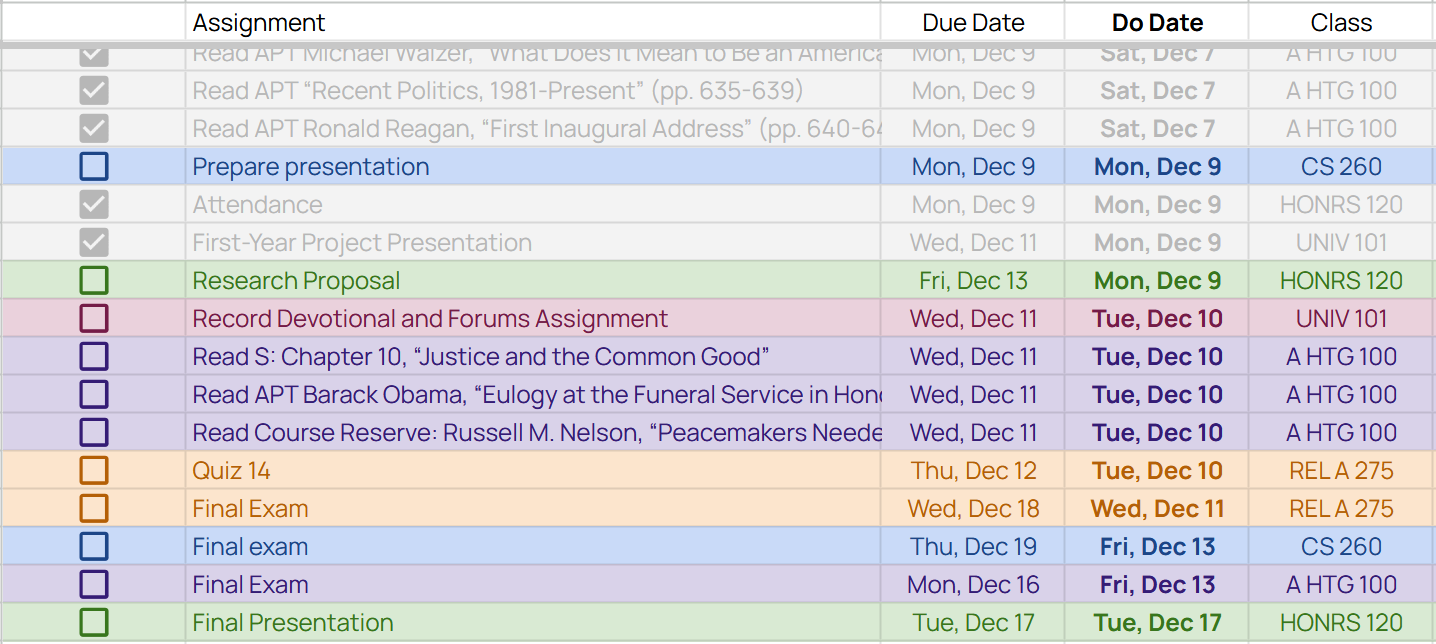 Assignment Due Date Do Date Class
Read APT Michael Walzer, “What Does It Mean to Be an America Mon, Dec 9 Sat, Dec 7 A HTG 100
Read APT “Recent Politics, 1981-Present” (pp. 635-639) Mon, Dec 9 Sat, Dec 7 A HTG 100
Read APT Ronald Reagan, “First Inaugural Address” (pp. 640-64 Mon, Dec 9 Sat, Dec 7 A HTG 100
Prepare presentation Mon, Dec 9 Mon, Dec 9 CS 260
Attendance Mon, Dec 9 Mon, Dec 9 HONRS 120
First-Year Project Presentation Wed, Dec 11 Mon, Dec 9 UNIV 101
Research Proposal Fri, Dec 13 Mon, Dec 9 HONRS 120
Record Devotional and Forums Assignment Wed, Dec 11 Tue, Dec 10 UNIV 101
Read S: Chapter 10, “Justice and the Common Good” Wed, Dec 11 Tue, Dec 10 A HTG 100
Read APT Barack Obama, “Eulogy at the Funeral Service in Hono Wed, Dec 11 Tue, Dec 10 A HTG 100
Read Course Reserve: Russell M. Nelson, “Peacemakers Neede Wed, Dec 11 Tue, Dec 10 A HTG 100
Quiz 14 Thu, Dec 12 Tue, Dec 10 REL A 275
Final Exam Wed, Dec 18 Wed, Dec 11 REL A 275
Final exam Thu, Dec 19 Fri, Dec 13 CS 260
Final Exam Mon, Dec 16 Fri, Dec 13 A HTG 100
Final Presentation Tue, Dec 17 Tue, Dec 17 HONRS 120